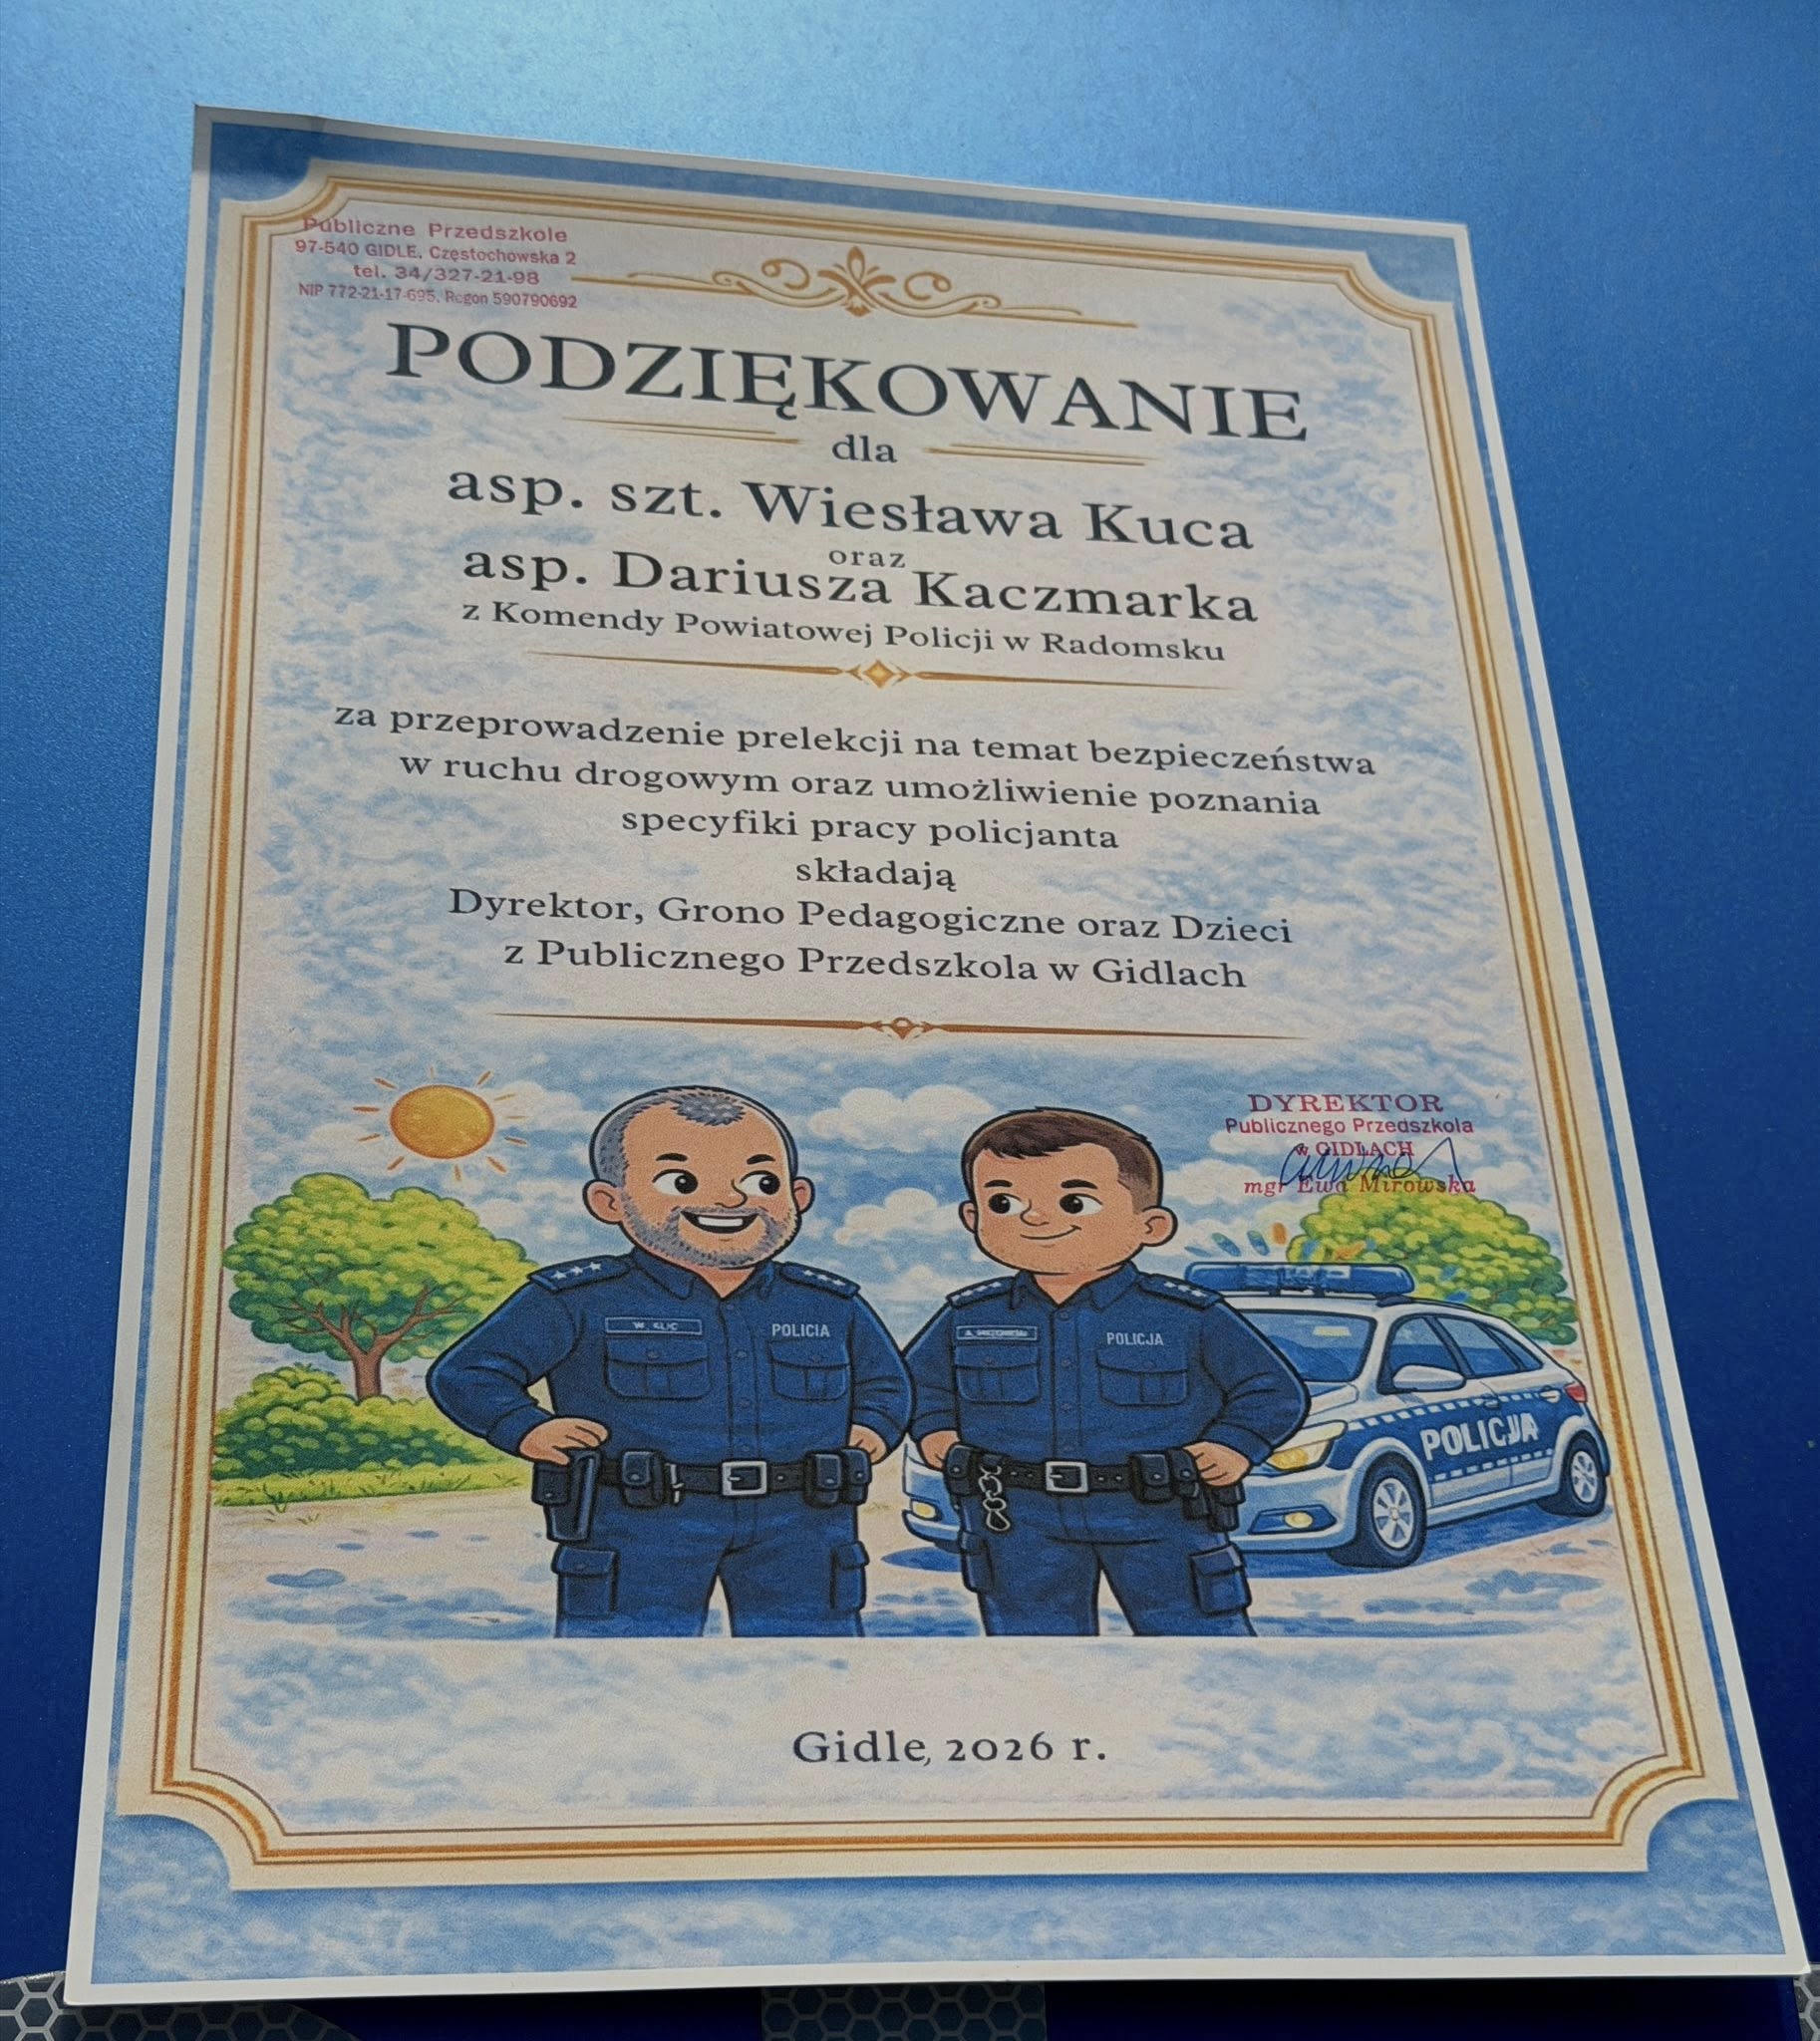 Publiczne Przedszkole
97-540 GIDLE, Częstochowska 2
tel. 34/327-21-98
NIP 772-21-17-695, Regon 590790692
PODZIĘKOWANIE
dla
asp. szt. Wiesława Kuca
oraz
asp. Dariusza Kaczmarka
z Komendy Powiatowej Policji w Radomsku
za przeprowadzenie prelekcji na temat bezpieczeństwa
w ruchu drogowym oraz umożliwienie poznania
specyfiki pracy policjanta
składają
Dyrektor, Grono Pedagogiczne oraz Dzieci
z Publicznego Przedszkola w Gidlach
DYREKTOR
Publicznego Przedszkola
w GIDLACH
mgr Ewa Mirowska
POLICIA
POLICJA
POLICJA
Gidle, 2026 r.